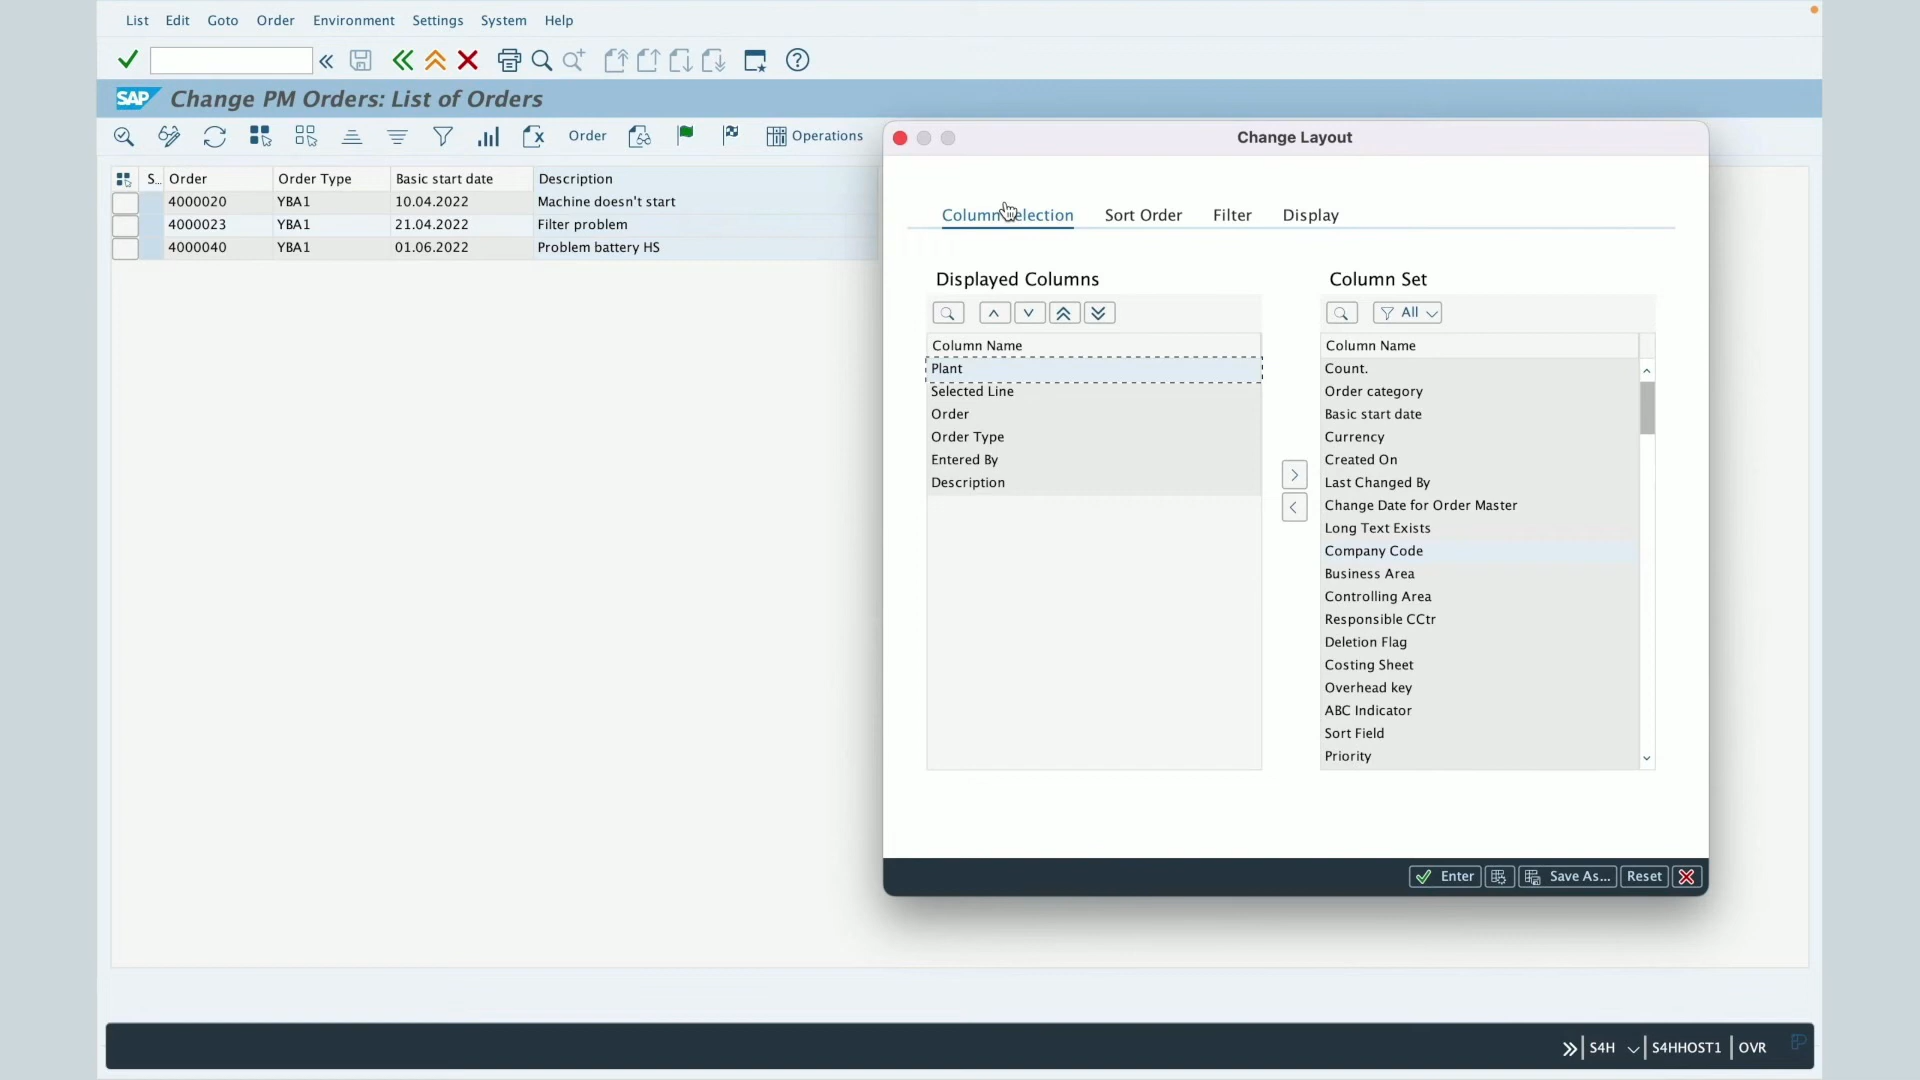 List Edit Goto Order Environment Settings System Help
SAP Change PM Orders: List of Orders
Order Operations
S.. Order Order Type Basic start date Description
4000020 YBA1 10.04.2022 Machine doesn't start
4000023 YBA1 21.04.2022 Filter problem
4000040 YBA1 01.06.2022 Problem battery HS
Change Layout
Column Selection Sort Order Filter Display
Displayed Columns
Column Name
Plant
Selected Line
Order
Order Type
Entered By
Description
Column Set
All
Column Name
Count.
Order category
Basic start date
Currency
Created On
Last Changed By
Change Date for Order Master
Long Text Exists
Company Code
Business Area
Controlling Area
Responsible CCtr
Deletion Flag
Costing Sheet
Overhead key
ABC Indicator
Sort Field
Priority
Enter Save As... Reset
S4H S4HHOST1 OVR